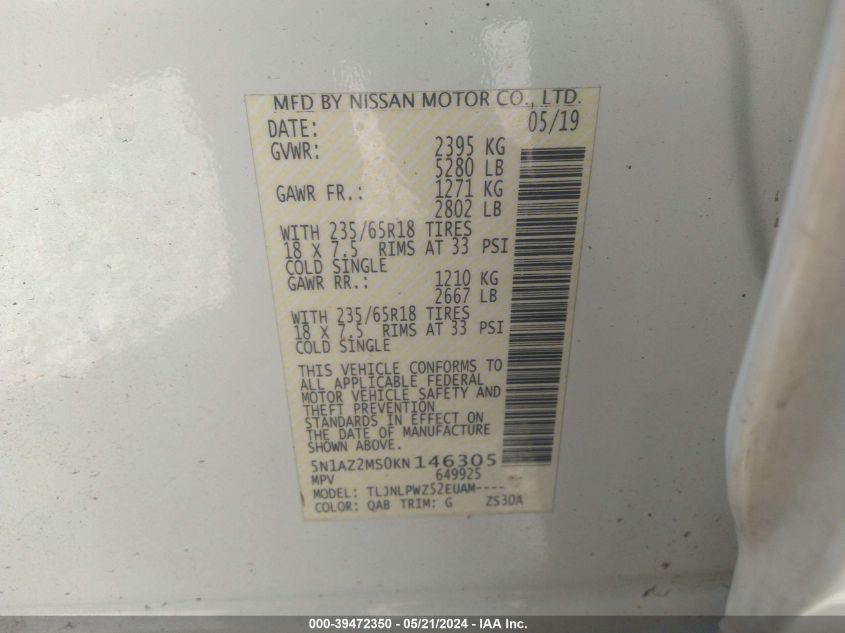 MFD BY NISSAN MOTOR CO., LTD.
DATE: 05/19
GVWR: 2395 KG
5280 LB
GAWR FR.: 1271 KG
2802 LB
WITH 235/65R18 TIRES
18 X 7.5 RIMS AT 33 PSI
COLD SINGLE
GAWR RR.: 1210 KG
2667 LB
WITH 235/65R18 TIRES
18 X 7.5 RIMS AT 33 PSI
COLD SINGLE
THIS VEHICLE CONFORMS TO
ALL APPLICABLE FEDERAL
MOTOR VEHICLE SAFETY AND
THEFT PREVENTION
STANDARDS IN EFFECT ON
THE DATE OF MANUFACTURE
SHOWN ABOVE.
5N1AZ2MS0KN146305
MPV 649925
MODEL: TLJNLPWZ52EUAM----
COLOR: QAB TRIM: G ZS30A
000-39472350 - 05/21/2024 - IAA Inc.